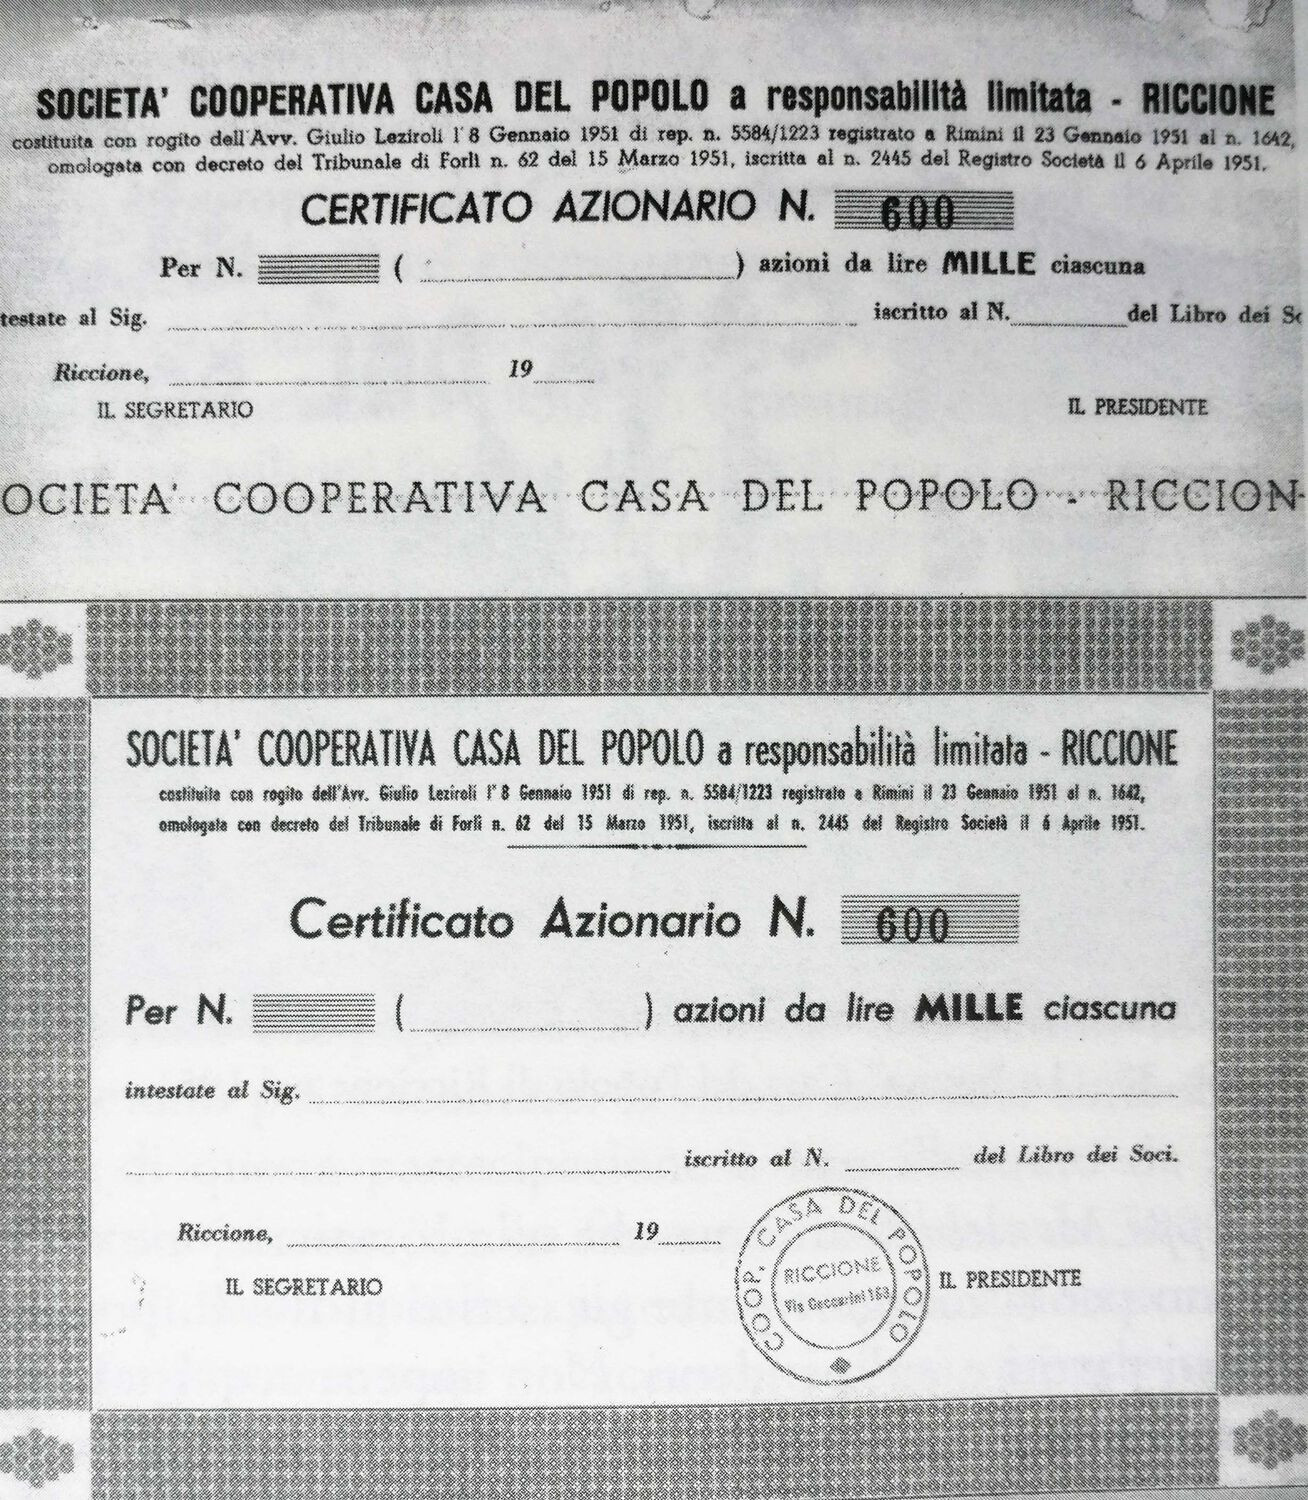 SOCIETA' COOPERATIVA CASA DEL POPOLO a responsabilità limitata - RICCIONE
costituita con rogito dell'Avv. Giulio Leziroli l' 8 Gennaio 1951 di rep. n. 5584/1223 registrato a Rimini il 23 Gennaio 1951 al n. 1642,
omologata con decreto del Tribunale di Forlì n. 62 del 15 Marzo 1951, iscritta al n. 2445 del Registro Società il 6 Aprile 1951.
CERTIFICATO AZIONARIO N. 600
Per N. ( ) azioni da lire MILLE ciascuna
testate al Sig. iscritto al N. del Libro dei So
Riccione, 19
IL SEGRETARIO IL PRESIDENTE
OCIETA' COOPERATIVA CASA DEL POPOLO - RICCION
SOCIETA' COOPERATIVA CASA DEL POPOLO a responsabilità limitata - RICCIONE
costituita con rogito dell'Avv. Giulio Leziroli l' 8 Gennaio 1951 di rep. n. 5584/1223 registrato a Rimini il 23 Gennaio 1951 al n. 1642,
omologata con decreto del Tribunale di Forlì n. 62 del 15 Marzo 1951, iscritta al n. 2445 del Registro Società il 6 Aprile 1951.
Certificato Azionario N. 600
Per N. ( ) azioni da lire MILLE ciascuna
intestate al Sig.
iscritto al N. del Libro dei Soci.
Riccione, 19
IL SEGRETARIO IL PRESIDENTE
COOP. CASA DEL POPOLO
RICCIONE
Via Ceccarini 163